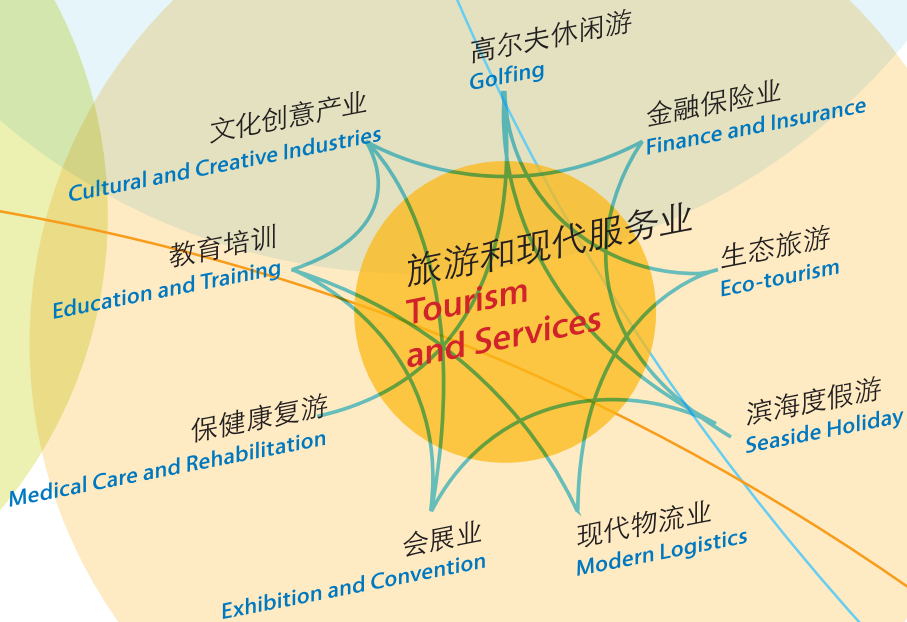 高尔夫休闲游
Golfing
文化创意产业
Cultural and Creative Industries
金融保险业
Finance and Insurance
教育培训
Education and Training
旅游和现代服务业
Tourism
and Services
生态旅游
Eco-tourism
保健康复游
Medical Care and Rehabilitation
滨海度假游
Seaside Holiday
会展业
Exhibition and Convention
现代物流业
Modern Logistics